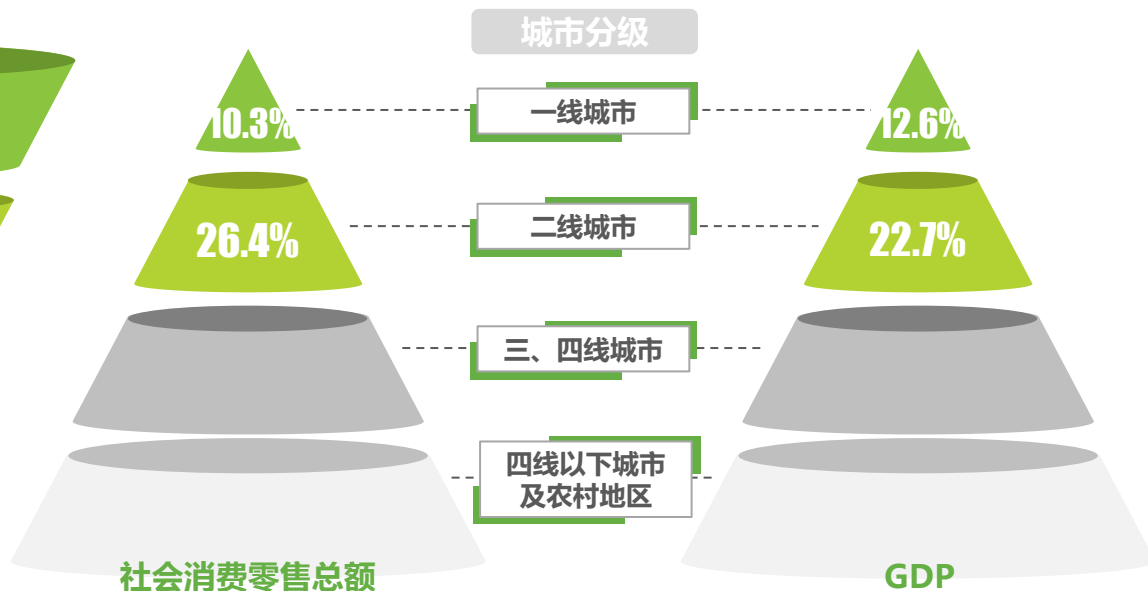 城市分级
10.3%
一线城市
12.6%
26.4%
二线城市
22.7%
三、四线城市
四线以下城市
及农村地区
社会消费零售总额
GDP